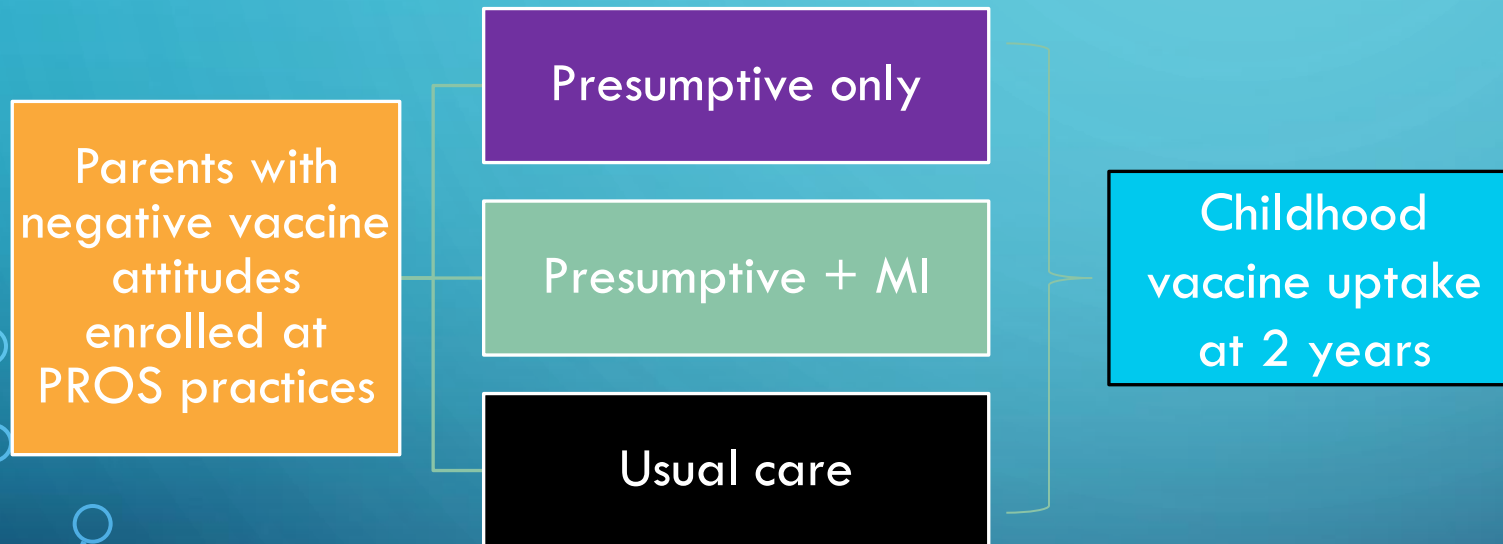 Parents with
negative vaccine
attitudes
enrolled at
PROS practices
Presumptive only
Presumptive + MI
Usual care
Childhood
vaccine uptake
at 2 years